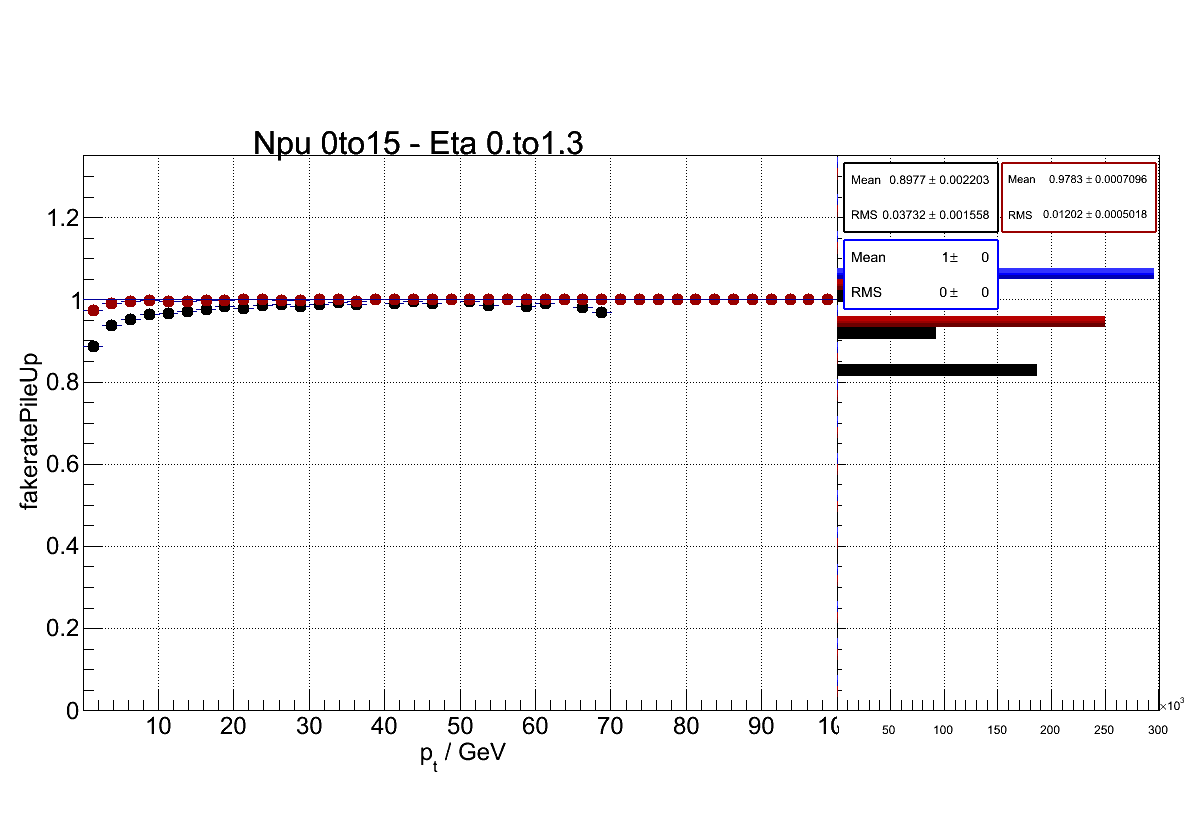 Npu 0to15 - Eta 0.to1.3
Mean 0.8977 ± 0.002203
RMS 0.03732 ± 0.001558
Mean 0.9783 ± 0.0007096
RMS 0.01202 ± 0.0005018
Mean 1± 0
RMS 0± 0
fakeratePileUp
1.2
1
0.8
0.6
0.4
0.2
0
10 20 30 40 50 60 70 80 90 10
p_t / GeV
50 100 150 200 250 300
×10³